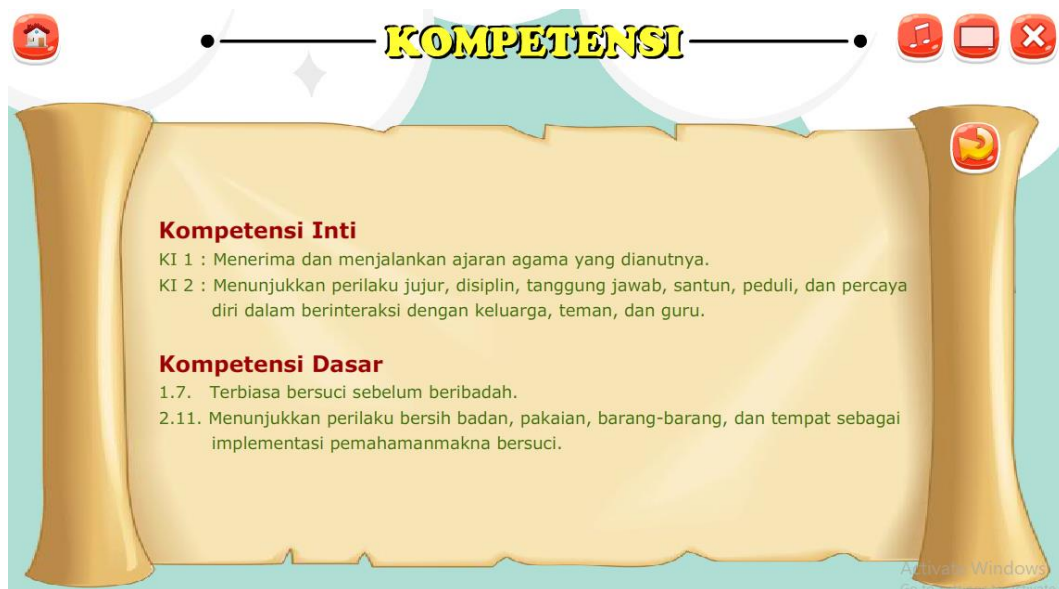 KOMPETENSI
Kompetensi Inti
KI 1 : Menerima dan menjalankan ajaran agama yang dianutnya.
KI 2 : Menunjukkan perilaku jujur, disiplin, tanggung jawab, santun, peduli, dan percaya
diri dalam berinteraksi dengan keluarga, teman, dan guru.
Kompetensi Dasar
1.7. Terbiasa bersuci sebelum beribadah.
2.11. Menunjukkan perilaku bersih badan, pakaian, barang-barang, dan tempat sebagai
implementasi pemahamanmakna bersuci.
Activate Windows